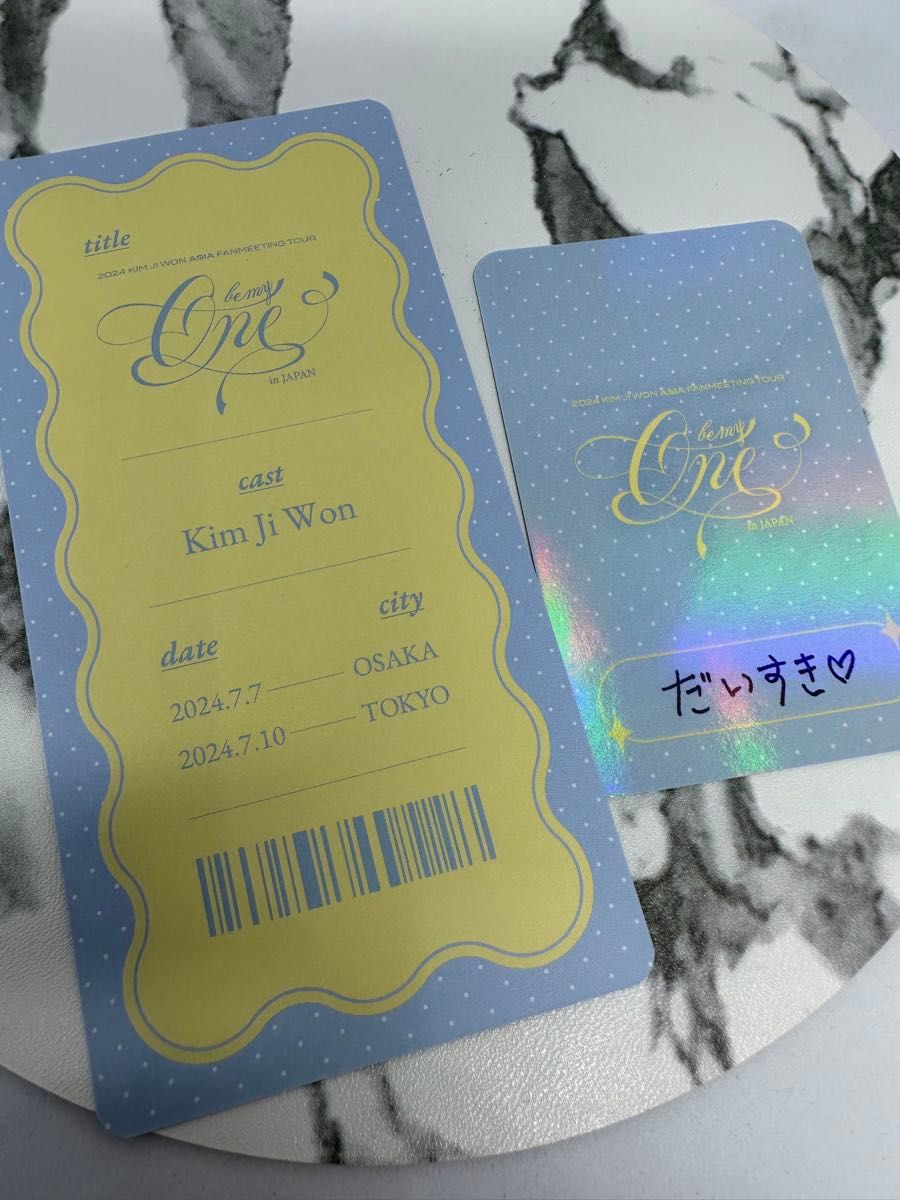 title
2024 KIM JI WON ASIA FANMEETING TOUR
be my
One
in JAPAN
cast
Kim Ji Won
date city
2024.7.7 OSAKA
2024.7.10 TOKYO
2024 KIM JI WON ASIA FANMEETING TOUR
be my
One
in JAPAN
だいすき♡